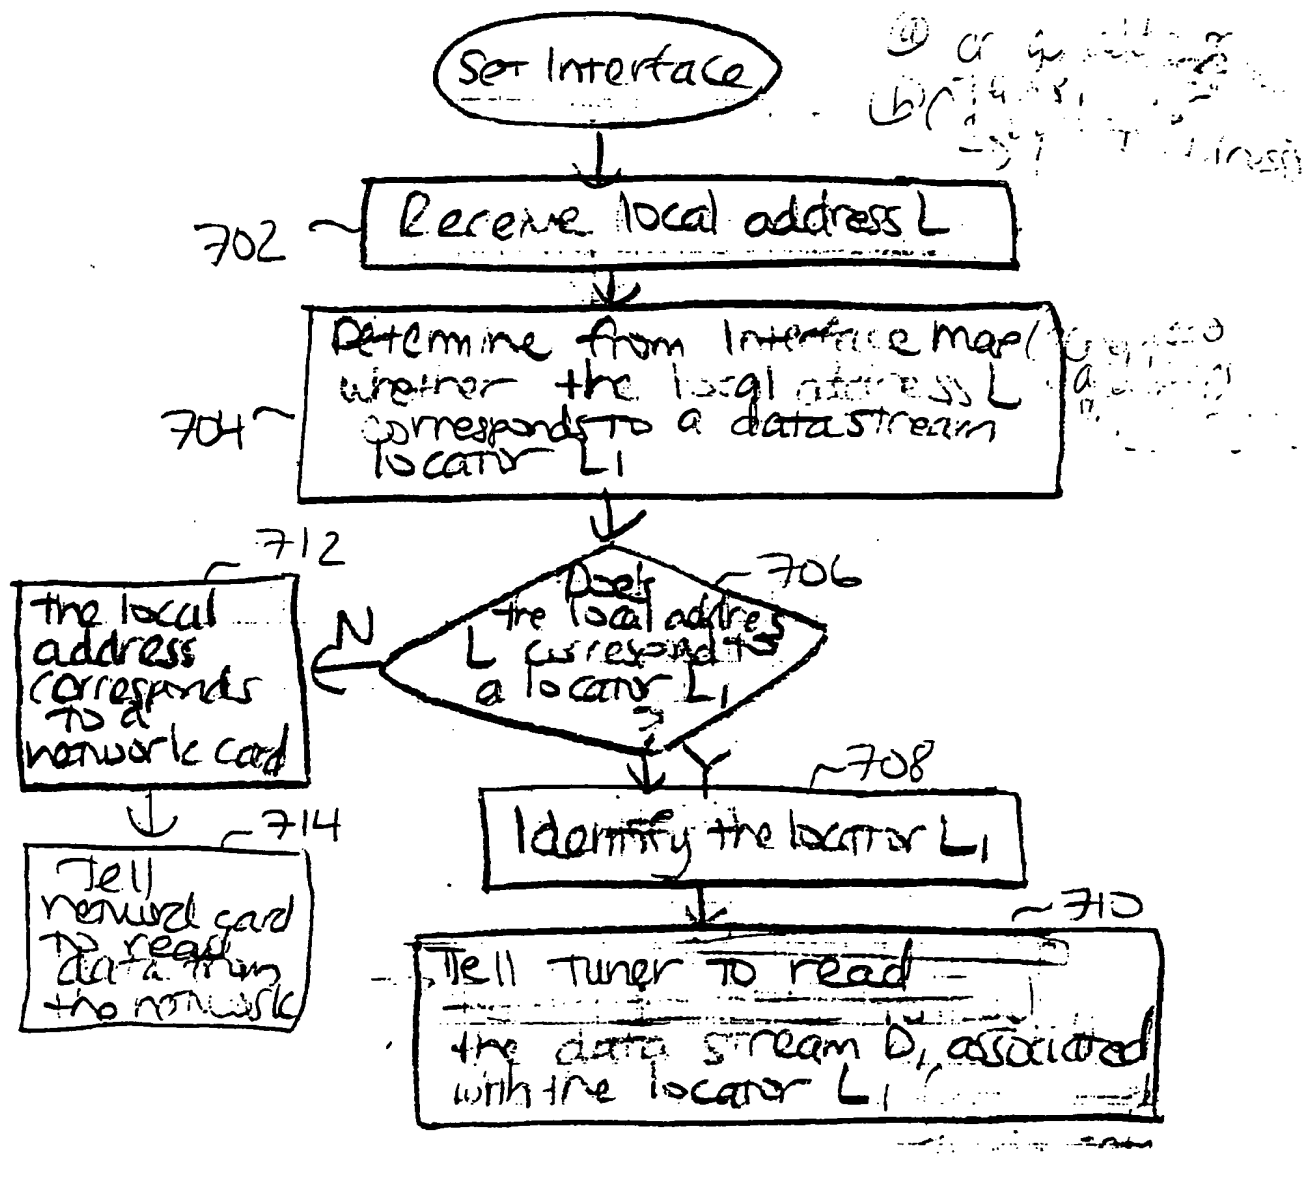 Set Interface
702
Receive local address L
704
Determine from Interface Map (
whether the local address L
corresponds to a data stream
locator L1
706
Does
the local address
L correspond to
a locator L1
?
N
712
the local
address
corresponds
to a
network card
714
Tell
network card
to read
data from
the network
Y
708
Identify the locator L1
710
Tell Tuner to read
the data stream D1 associated
with the locator L1